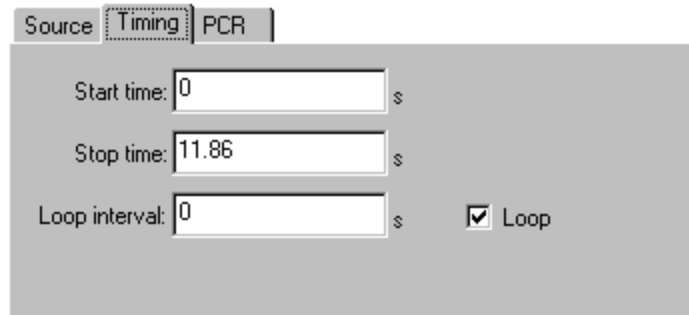 Source Timing PCR
Start time: 0 s
Stop time: 11.86 s
Loop interval: 0 s Loop